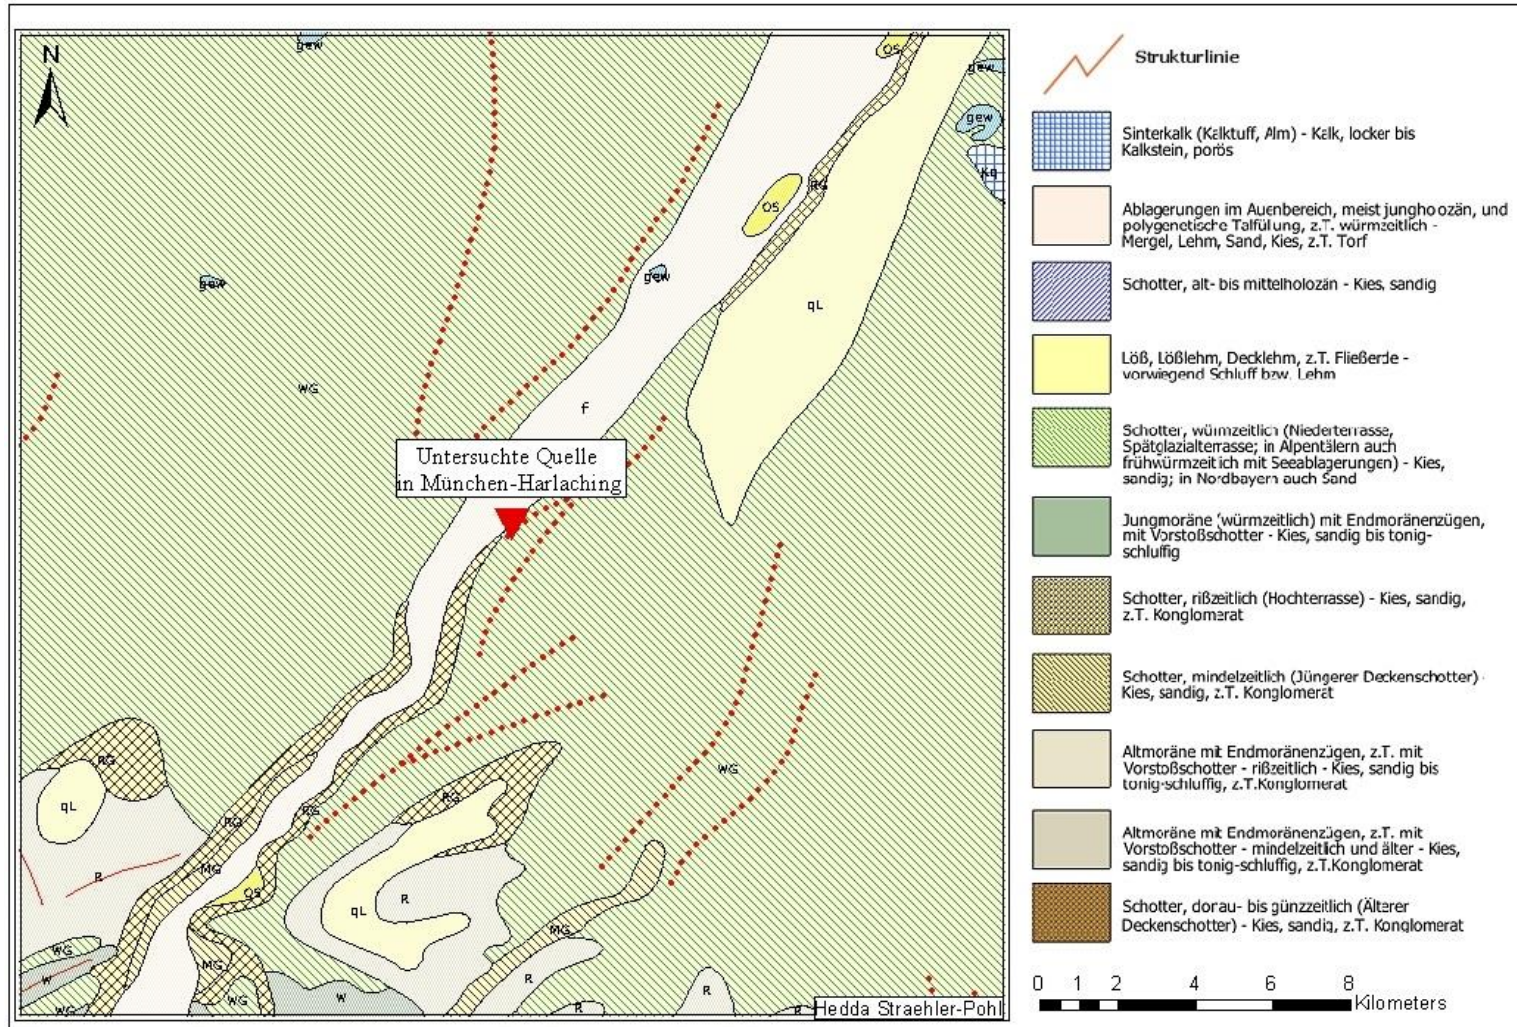 N
gew
OS
gew
gew
Kq
RG
OS
gew
gew
qL
WG
f
Untersuchte Quelle
in München-Harlaching
RG
qL
RG
WG
RG
RG
MG
R
OS
R
qL
MG
WG
W
MG
R
WG
WG
W
R
R
R
Hedda Straehler-Pohl
Strukturlinie
Sinterkalk (Kalktuff, Alm) - Kalk, locker bis
Kalkstein, porös
Ablagerungen im Auenbereich, meist jungholozän, und
polygenetische Talfüllung, z.T. würmzeitlich -
Mergel, Lehm, Sand, Kies, z.T. Torf
Schotter, alt- bis mittelholozän - Kies, sandig
Löß, Lößlehm, Decklehm, z.T. Fließerde -
vorwiegend Schluff bzw. Lehm
Schotter, würmzeitlich (Niederterrasse,
Spätglazialterrasse; in Alpentälern auch
frühwürmzeitlich mit Seeablagerungen) - Kies,
sandig; in Nordbayern auch Sand
Jungmoräne (würmzeitlich) mit Endmoränenzügen,
mit Vorstoßschotter - Kies, sandig bis tonig-
schluffig
Schotter, rißzeitlich (Hochterrasse) - Kies, sandig,
z.T. Konglomerat
Schotter, mindelzeitlich (Jüngerer Deckenschotter) -
Kies, sandig, z.T. Konglomerat
Altmoräne mit Endmoränenzügen, z.T. mit
Vorstoßschotter - rißzeitlich - Kies, sandig bis
tonig-schluffig, z.T.Konglomerat
Altmoräne mit Endmoränenzügen, z.T. mit
Vorstoßschotter - mindelzeitlich und älter - Kies,
sandig bis tonig-schluffig, z.T.Konglomerat
Schotter, donau- bis günzzeitlich (Älterer
Deckenschotter) - Kies, sandig, z.T. Konglomerat
0 1 2 4 6 8
Kilometers